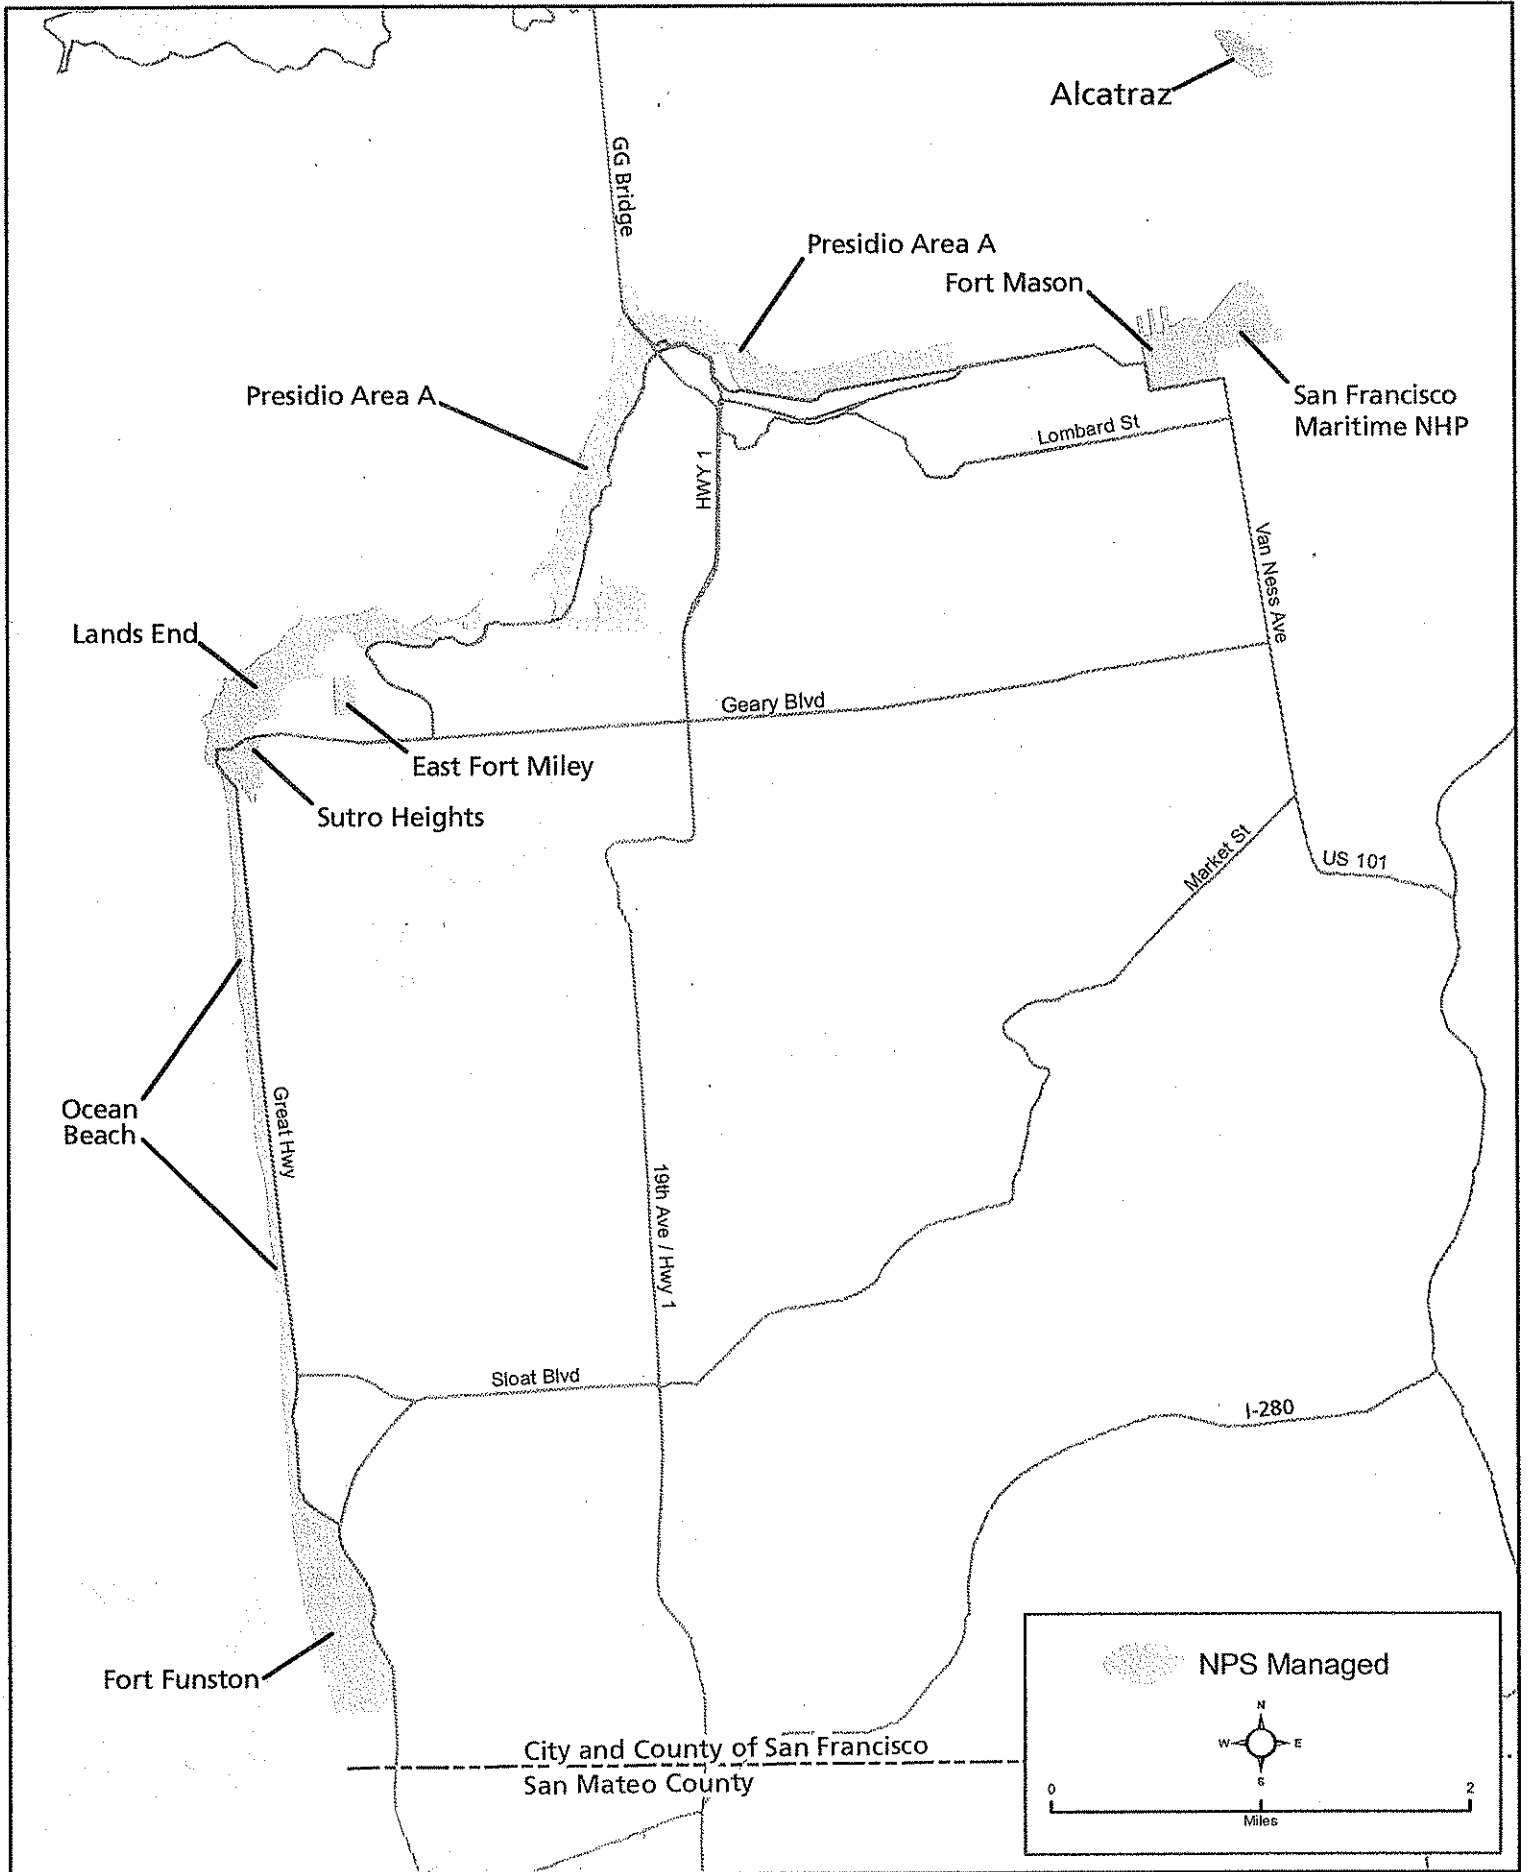 Alcatraz
GG Bridge
Presidio Area A
Fort Mason
Presidio Area A
San Francisco
Maritime NHP
Lombard St
HWY 1
Van Ness Ave
Lands End
Geary Blvd
East Fort Miley
Sutro Heights
Market St
US 101
Ocean
Beach
Great Hwy
19th Ave / Hwy 1
Sloat Blvd
I-280
Fort Funston
NPS Managed
N
W
E
S
0
2
Miles
City and County of San Francisco
San Mateo County
1